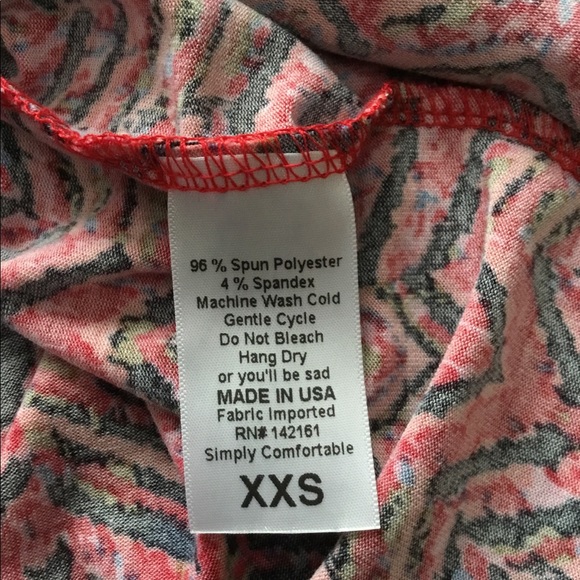 96 % Spun Polyester
4 % Spandex
Machine Wash Cold
Gentle Cycle
Do Not Bleach
Hang Dry
or you'll be sad
MADE IN USA
Fabric Imported
RN# 142161
Simply Comfortable
XXS